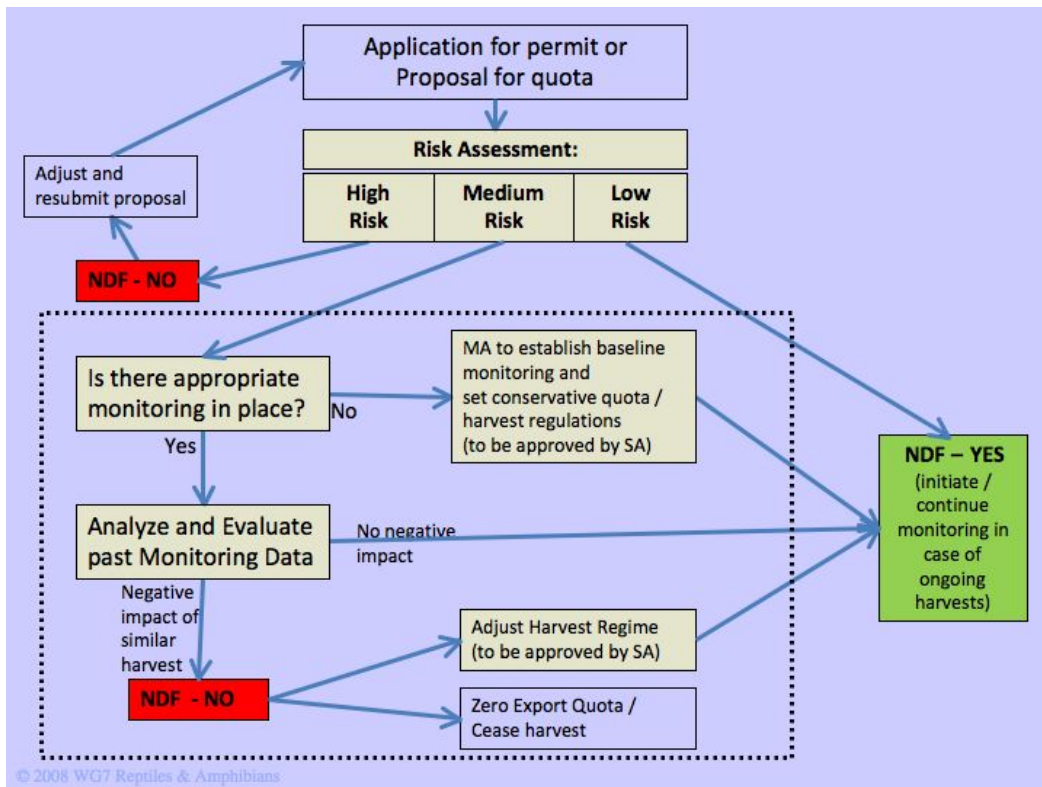 Application for permit or
Proposal for quota
Risk Assessment:
High
Risk
Medium
Risk
Low
Risk
Adjust and
resubmit proposal
NDF - NO
Is there appropriate
monitoring in place?
No
Yes
MA to establish baseline
monitoring and
set conservative quota /
harvest regulations
(to be approved by SA)
NDF – YES
(initiate /
continue
monitoring in
case of
ongoing
harvests)
Analyze and Evaluate
past Monitoring Data
No negative
impact
Negative
impact of
similar
harvest
Adjust Harvest Regime
(to be approved by SA)
NDF - NO
Zero Export Quota /
Cease harvest
© 2008 WG7 Reptiles & Amphibians